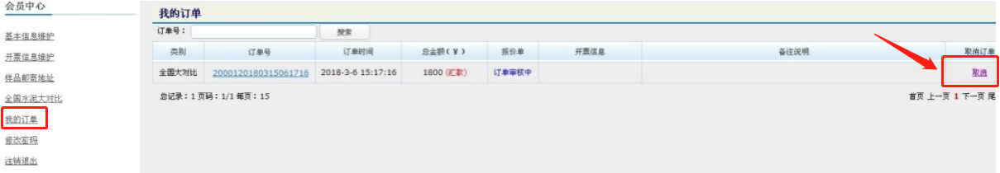 会员中心
基本信息维护
开票信息维护
样品邮寄地址
全国水泥大对比
我的订单
修改密码
注销退出
我的订单
订单号： 搜索
类别 订单号 订单时间 总金额(￥) 报价单 开票信息 备注说明 取消订单
全国大对比 2000120180315061716 2018-3-6 15:17:16 1800 (汇款) 订单审核中 取消
总记录：1 页码：1/1 每页：15 首页 上一页 1 下一页 尾